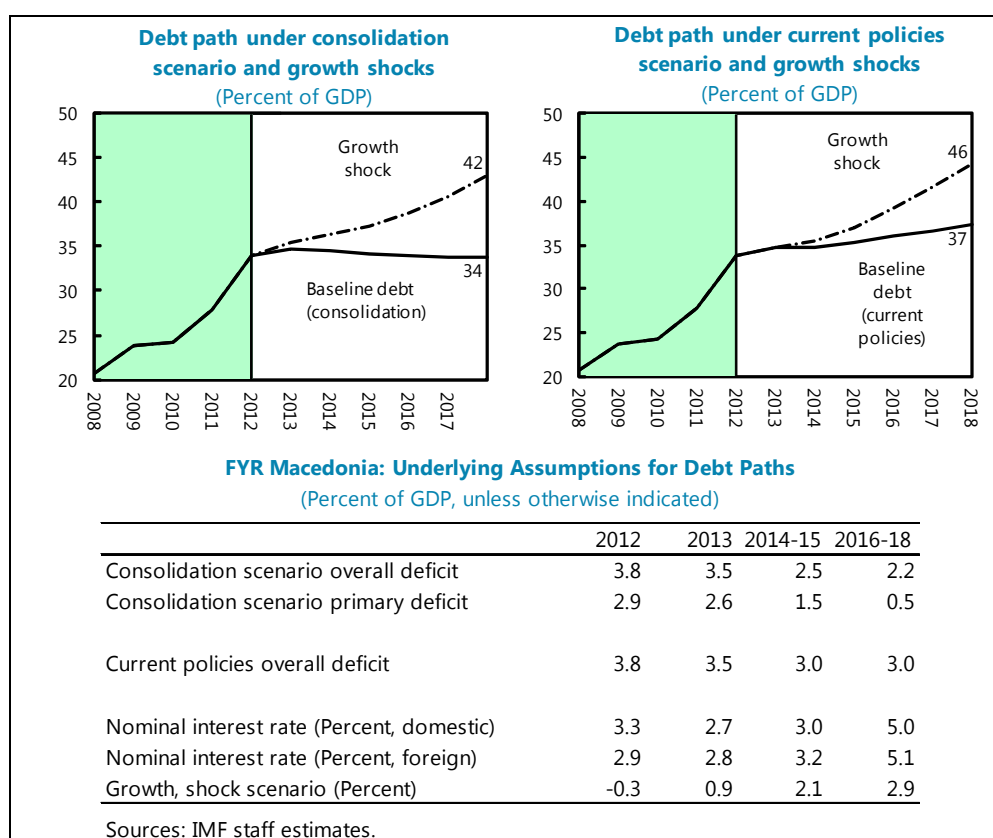 Debt path under consolidation
scenario and growth shocks
(Percent of GDP)
50
45
40
35
30
25
20
Growth
shock
42
34
Baseline debt
(consolidation)
2008
2009
2010
2011
2012
2013
2014
2015
2016
2017
Debt path under current policies
scenario and growth shocks
(Percent of GDP)
50
45
40
35
30
25
20
Growth
shock
46
37
Baseline
debt
(current
policies)
2008
2009
2010
2011
2012
2013
2014
2015
2016
2017
2018
FYR Macedonia: Underlying Assumptions for Debt Paths
(Percent of GDP, unless otherwise indicated)
2012 2013 2014-15 2016-18
Consolidation scenario overall deficit 3.8 3.5 2.5 2.2
Consolidation scenario primary deficit 2.9 2.6 1.5 0.5
Current policies overall deficit 3.8 3.5 3.0 3.0
Nominal interest rate (Percent, domestic) 3.3 2.7 3.0 5.0
Nominal interest rate (Percent, foreign) 2.9 2.8 3.2 5.1
Growth, shock scenario (Percent) -0.3 0.9 2.1 2.9
Sources: IMF staff estimates.